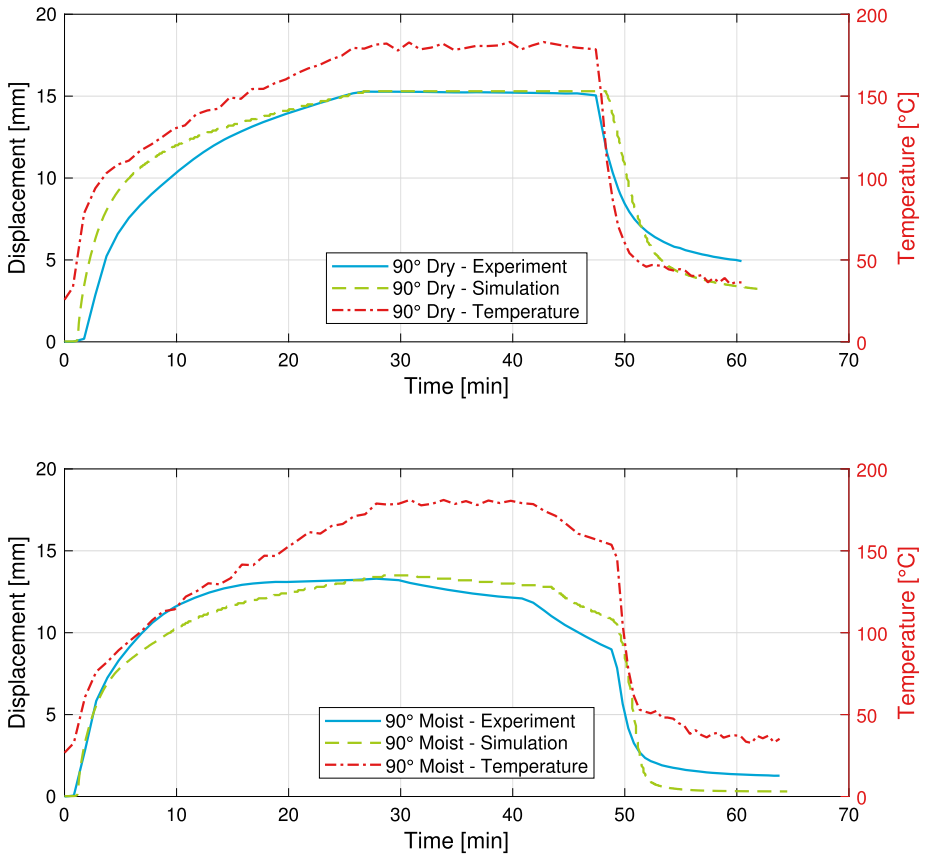 20
15
10
5
0
Displacement [mm]
200
150
100
50
0
Temperature [°C]
90° Dry - Experiment
90° Dry - Simulation
90° Dry - Temperature
0 10 20 30 40 50 60 70
Time [min]
20
15
10
5
0
Displacement [mm]
200
150
100
50
0
Temperature [°C]
90° Moist - Experiment
90° Moist - Simulation
90° Moist - Temperature
0 10 20 30 40 50 60 70
Time [min]